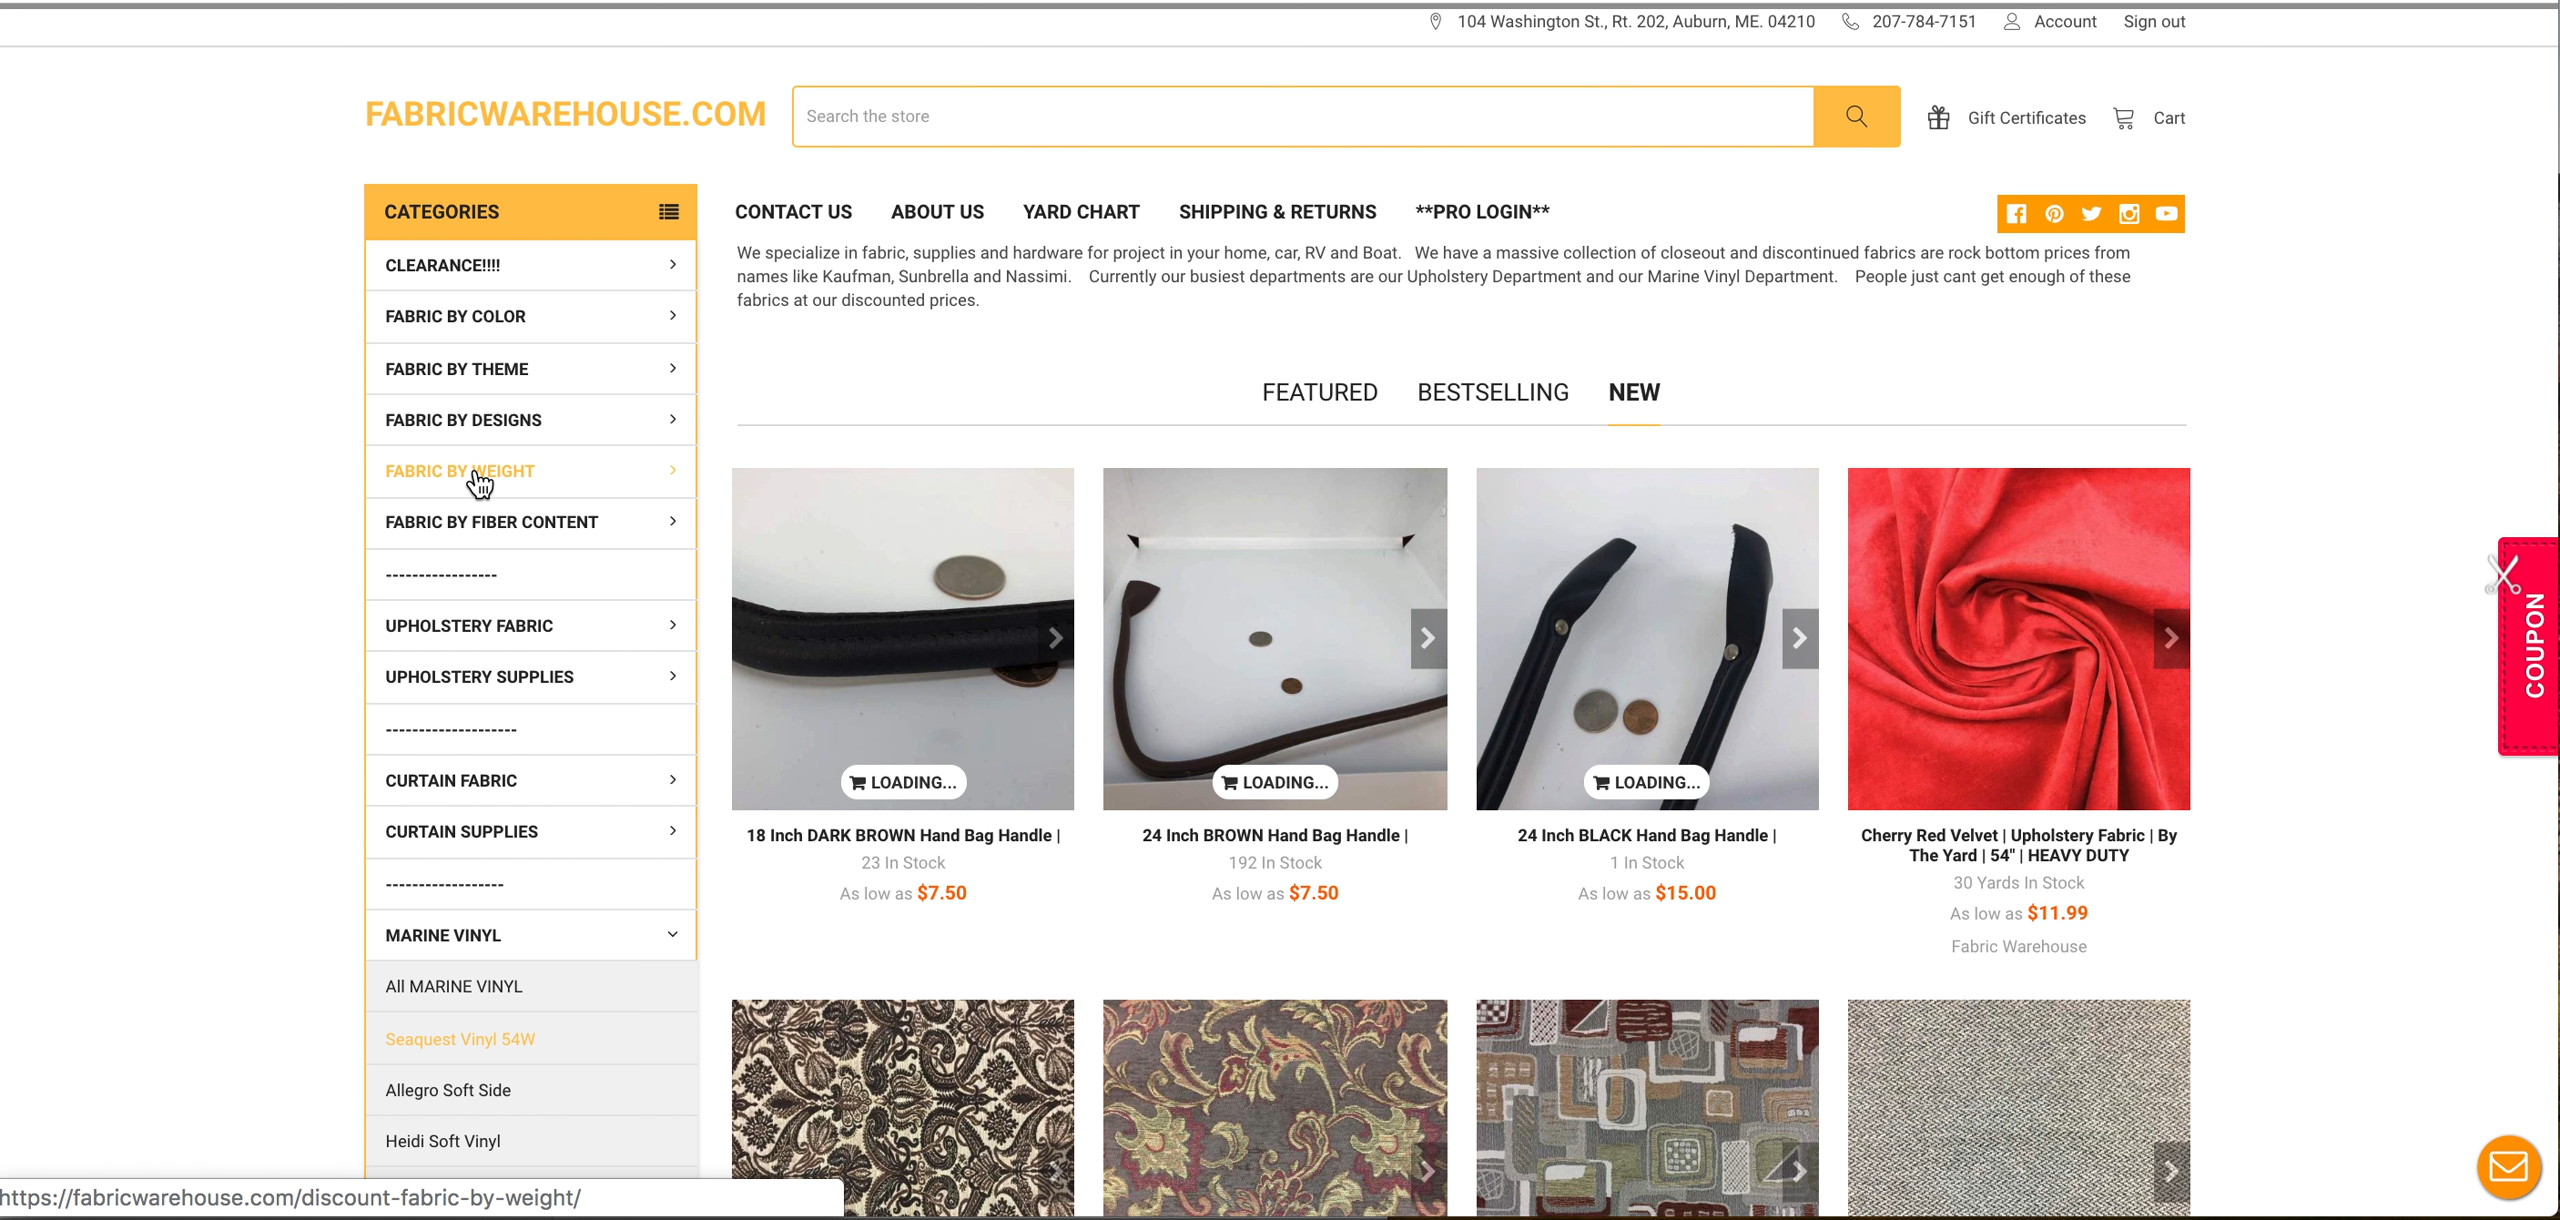 104 Washington St., Rt. 202, Auburn, ME. 04210 207-784-7151 Account Sign out
FABRICWAREHOUSE.COM Search the store Gift Certificates Cart
CATEGORIES
CLEARANCE!!!!
FABRIC BY COLOR
FABRIC BY THEME
FABRIC BY DESIGNS
FABRIC BY WEIGHT
FABRIC BY FIBER CONTENT
-----------------
UPHOLSTERY FABRIC
UPHOLSTERY SUPPLIES
--------------------
CURTAIN FABRIC
CURTAIN SUPPLIES
------------------
MARINE VINYL
All MARINE VINYL
Seaquest Vinyl 54W
Allegro Soft Side
Heidi Soft Vinyl
CONTACT US ABOUT US YARD CHART SHIPPING & RETURNS **PRO LOGIN**
We specialize in fabric, supplies and hardware for project in your home, car, RV and Boat. We have a massive collection of closeout and discontinued fabrics are rock bottom prices from
names like Kaufman, Sunbrella and Nassimi. Currently our busiest departments are our Upholstery Department and our Marine Vinyl Department. People just cant get enough of these
fabrics at our discounted prices.
FEATURED BESTSELLING NEW
LOADING...
18 Inch DARK BROWN Hand Bag Handle |
23 In Stock
As low as $7.50
LOADING...
24 Inch BROWN Hand Bag Handle |
192 In Stock
As low as $7.50
LOADING...
24 Inch BLACK Hand Bag Handle |
1 In Stock
As low as $15.00
Cherry Red Velvet | Upholstery Fabric | By
The Yard | 54" | HEAVY DUTY
30 Yards In Stock
As low as $11.99
Fabric Warehouse
COUPON
https://fabricwarehouse.com/discount-fabric-by-weight/